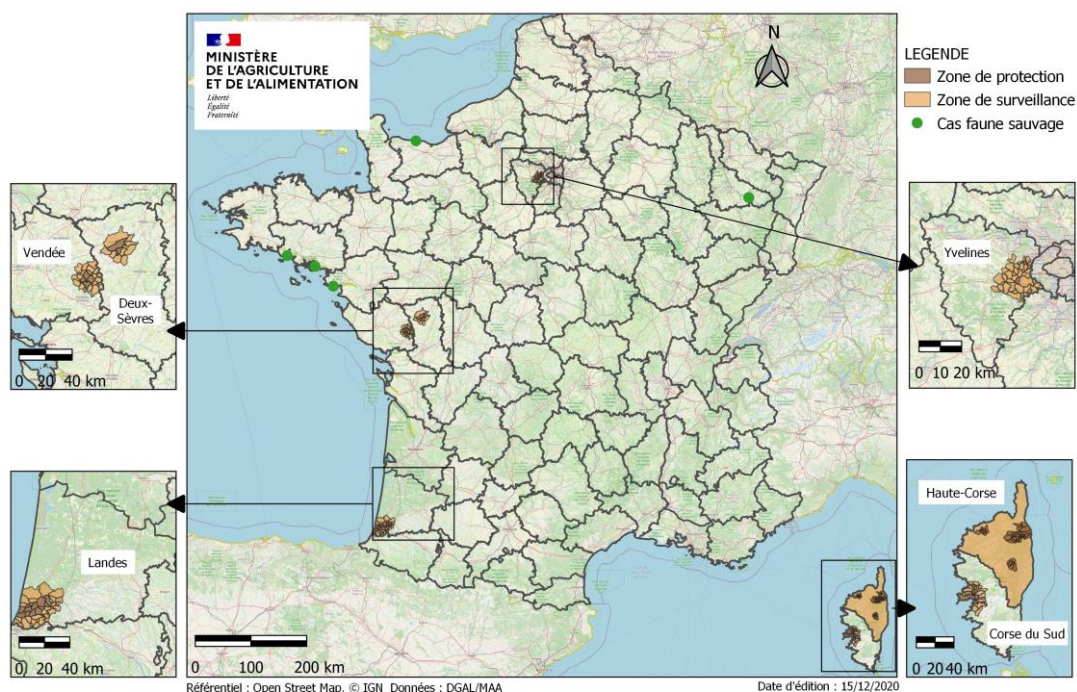 MINISTÈRE
DE L'AGRICULTURE
ET DE L'ALIMENTATION
Liberté
Égalité
Fraternité
N
LEGENDE
Zone de protection
Zone de surveillance
Cas faune sauvage
Vendée
Deux-
Sèvres
0 20 40 km
Yvelines
0 10 20 km
Landes
0 20 40 km
0 100 200 km
Haute-Corse
Corse du Sud
0 20 40 km
Référentiel : Open Street Map, © IGN Données : DGAL/MAA
Date d'édition : 15/12/2020